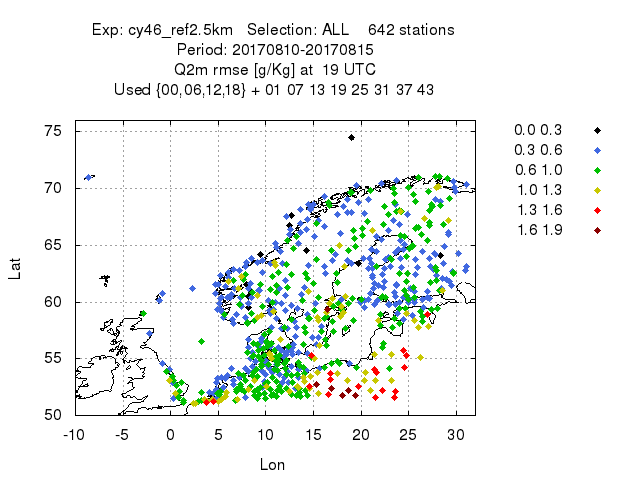 Exp: cy46_ref2.5km Selection: ALL 642 stations
Period: 20170810-20170815
Q2m rmse [g/Kg] at 19 UTC
Used {00,06,12,18} + 01 07 13 19 25 31 37 43
75
70
65
60
55
50
Lat
-10 -5 0 5 10 15 20 25 30
Lon
0.0 0.3
0.3 0.6
0.6 1.0
1.0 1.3
1.3 1.6
1.6 1.9